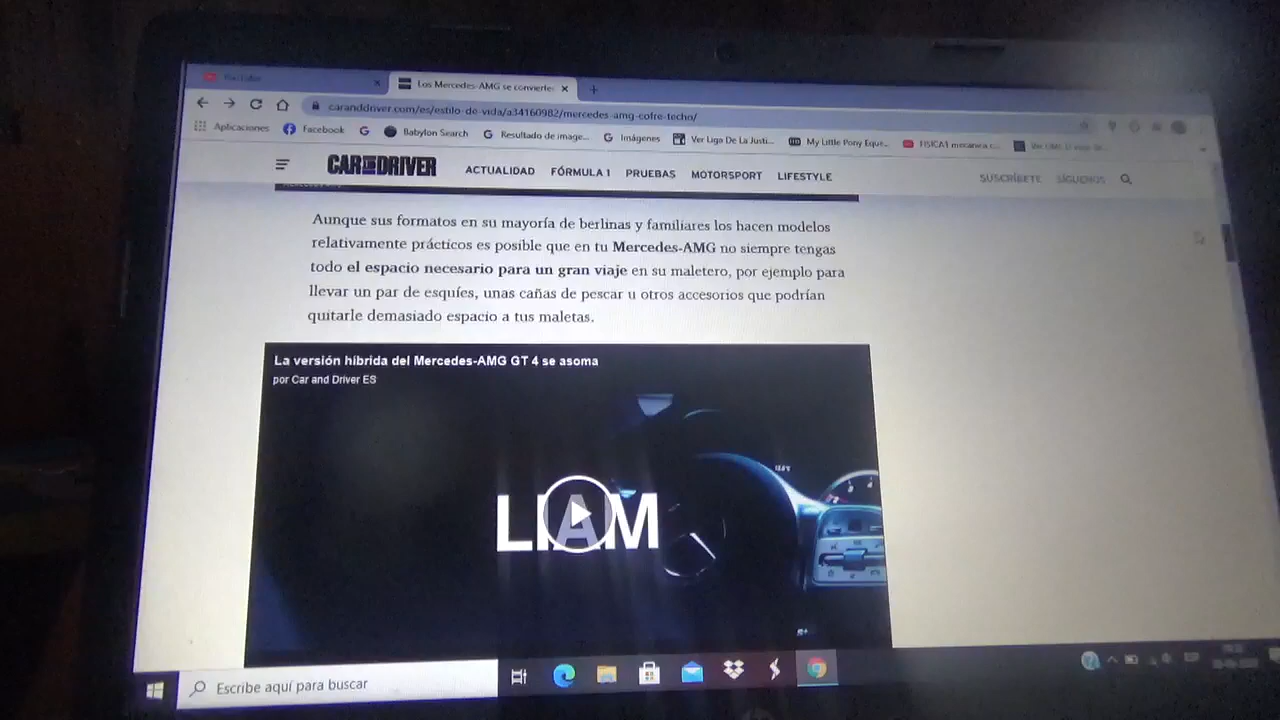 YouTube
Los Mercedes-AMG se convierte
caranddriver.com/es/estilo-de-vida/a34160982/mercedes-amg-cofre-techo/
Aplicaciones Facebook Babylon Search Resultado de image... Imágenes Ver Liga De La Justi... My Little Pony Eque... FISICA1 mecanica c...
CAR AND DRIVER ACTUALIDAD FÓRMULA 1 PRUEBAS MOTORSPORT LIFESTYLE SUSCRÍBETE SÍGUENOS
Aunque sus formatos en su mayoría de berlinas y familiares los hacen modelos
relativamente prácticos es posible que en tu Mercedes-AMG no siempre tengas
todo el espacio necesario para un gran viaje en su maletero, por ejemplo para
llevar un par de esquíes, unas cañas de pescar u otros accesorios que podrían
quitarle demasiado espacio a tus maletas.
La versión híbrida del Mercedes-AMG GT 4 se asoma
por Car and Driver ES
LIAM
Escribe aquí para buscar